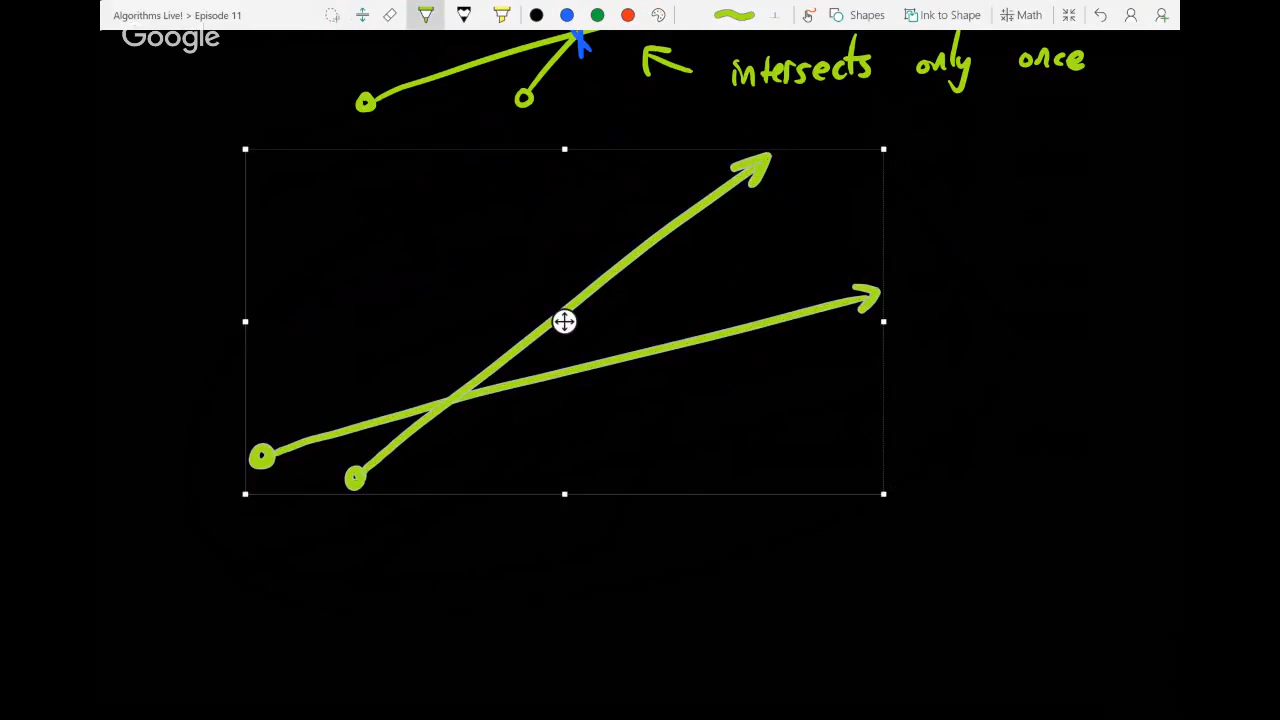 Algorithms Live! > Episode 11
Shapes
Ink to Shape
Math
Google
intersects only once